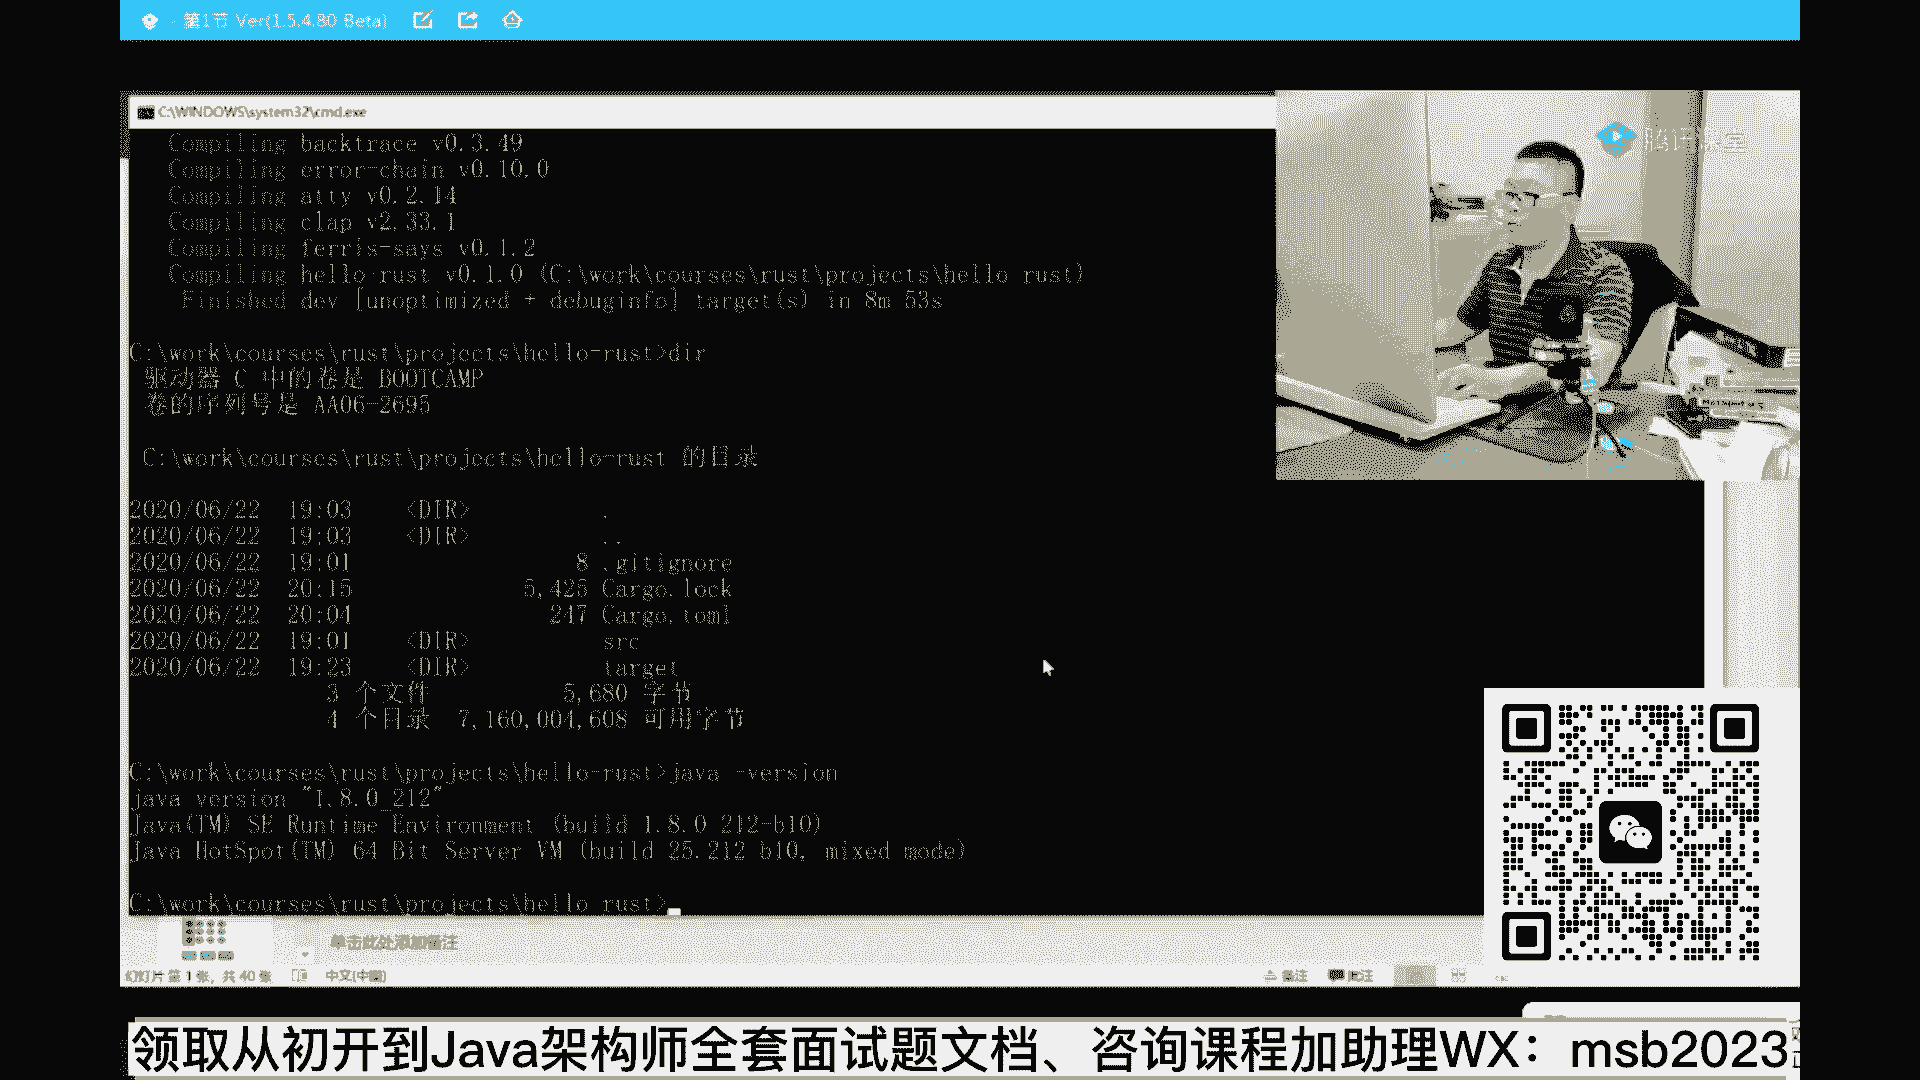 第1节 Ver(1.5.4.80 Beta)
C:\WINDOWS\system32\cmd.exe
腾讯课堂
Compiling backtrace v0.3.49
Compiling error-chain v0.10.0
Compiling atty v0.2.14
Compiling clap v2.33.1
Compiling ferris-says v0.1.2
Compiling hello-rust v0.1.0 (C:\work\courses\rust\projects\hello-rust)
Finished dev [unoptimized + debuginfo] target(s) in 8m 53s
C:\work\courses\rust\projects\hello-rust>dir
驱动器 C 中的卷是 BOOTCAMP
卷的序列号是 AA06-2695
C:\work\courses\rust\projects\hello-rust 的目录
2020/06/22 19:03 <DIR> .
2020/06/22 19:03 <DIR> ..
2020/06/22 19:01 8 .gitignore
2020/06/22 20:15 5,425 Cargo.lock
2020/06/22 20:04 247 Cargo.toml
2020/06/22 19:01 <DIR> src
2020/06/22 19:23 <DIR> target
3 个文件 5,680 字节
4 个目录 7,160,004,608 可用字节
C:\work\courses\rust\projects\hello-rust>java -version
java version "1.8.0_212"
Java(TM) SE Runtime Environment (build 1.8.0_212-b10)
Java HotSpot(TM) 64-Bit Server VM (build 25.212-b10, mixed mode)
C:\work\courses\rust\projects\hello-rust>
单击此处添加备注
幻灯片 第 1 张，共 40 张 中文(中国) 备注 批注
领取从初开到Java架构师全套面试题文档、咨询课程加助理WX：msb2023